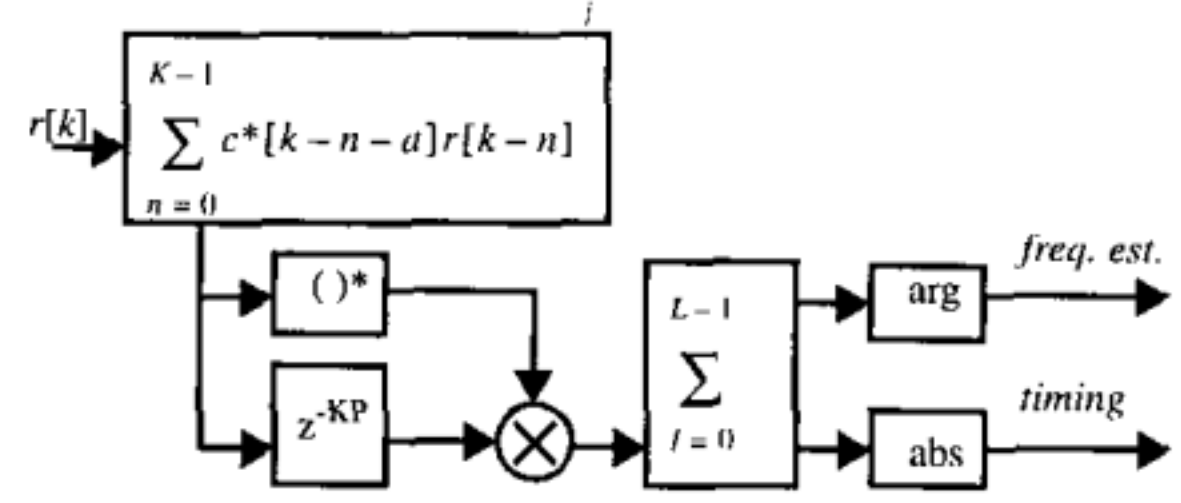 j
K – 1
r[k]
∑ c*[k – n – a]r[k – n]
n = 0
( )*
z^-KP
L – 1
∑
l = 0
arg
freq. est.
abs
timing